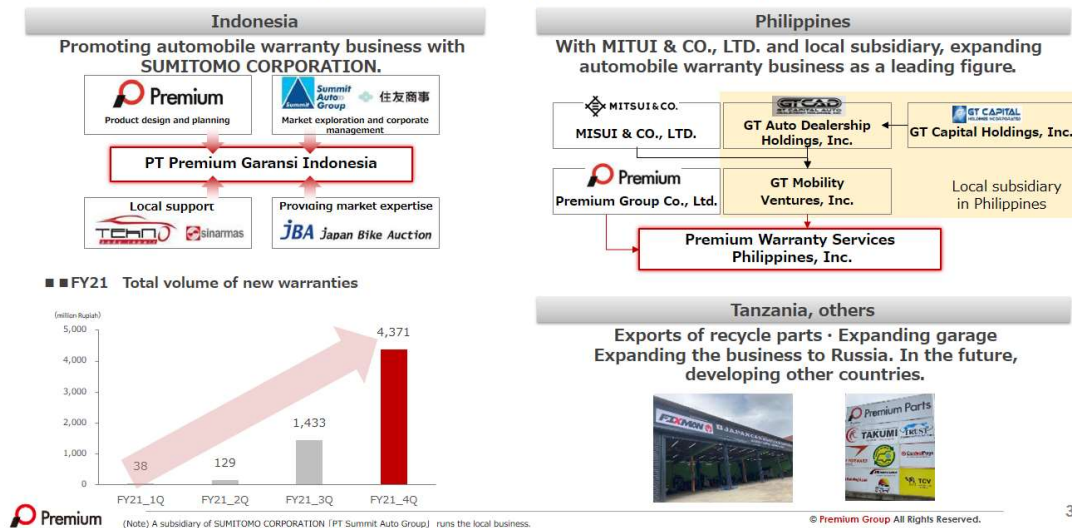 Indonesia
Promoting automobile warranty business with
SUMITOMO CORPORATION.
Premium
Product design and planning
Summit
Summit
Auto
Group
住友商事
Market exploration and corporate
management
PT Premium Garansi Indonesia
Local support
TEKNO
auto repair
sinarmas
Providing market expertise
JBA Japan Bike Auction
■ ■ FY21 Total volume of new warranties
(million Rupiah)
5,000
4,000
3,000
2,000
1,000
0
38
129
1,433
4,371
FY21_1Q
FY21_2Q
FY21_3Q
FY21_4Q
Philippines
With MITUI & CO., LTD. and local subsidiary, expanding
automobile warranty business as a leading figure.
MITSUI & CO.
MISUI & CO., LTD.
GTCAD
GT Auto Dealership
Holdings, Inc.
GT CAPITAL
GT Capital Holdings, Inc.
Premium
Premium Group Co., Ltd.
GT Mobility
Ventures, Inc.
Local subsidiary
in Philippines
Premium Warranty Services
Philippines, Inc.
Tanzania, others
Exports of recycle parts・Expanding garage
Expanding the business to Russia. In the future,
developing other countries.
FIXMAN
Premium Parts
TAKUMI
TRUST
TCV
Premium
(Note) A subsidiary of SUMITOMO CORPORATION「PT Summit Auto Group」 runs the local business.
© Premium Group All Rights Reserved.
3